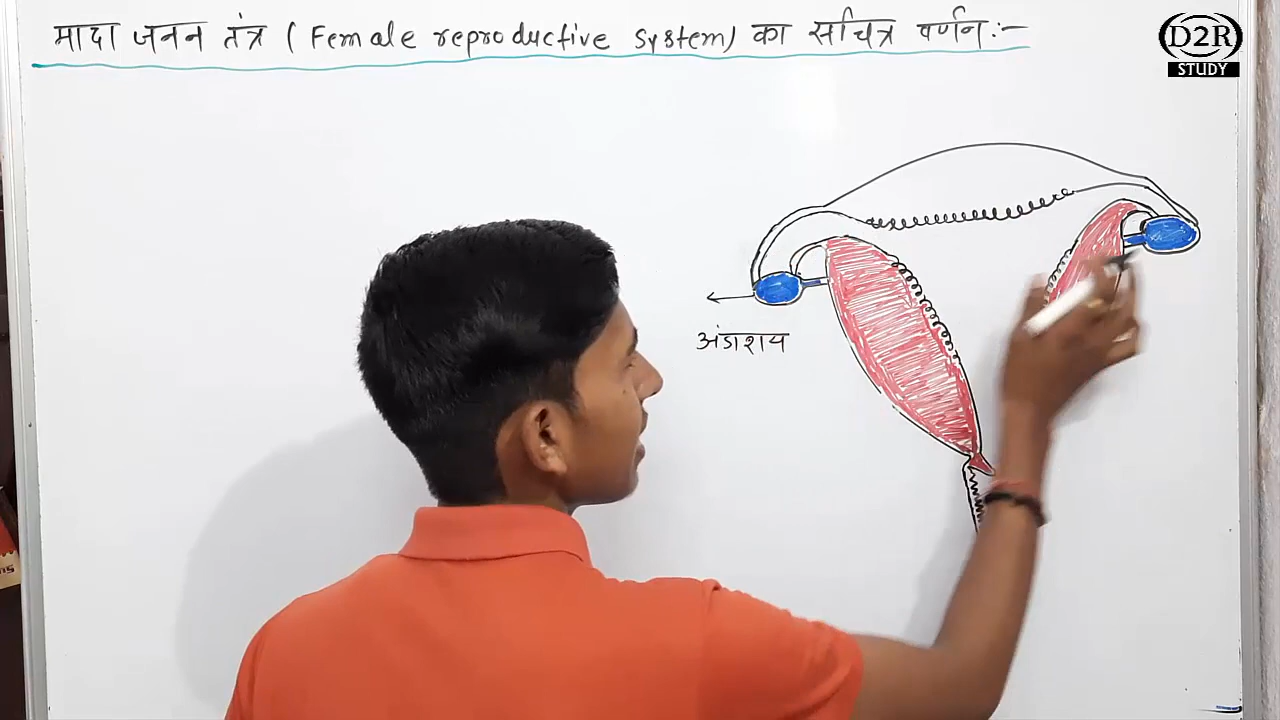 मादा जनन तंत्र (Female reproductive system) का सचित्र वर्णन:-
D2R
STUDY
अंडाशय